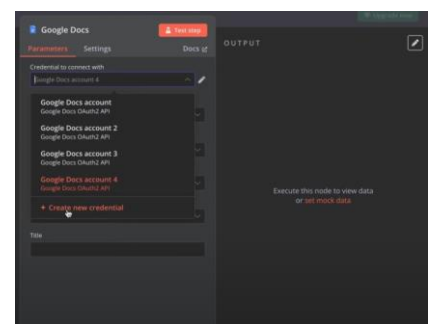 Google Docs
Test step
Parameters
Settings
Docs
OUTPUT
Credential to connect with
Google Docs account 4
Google Docs account
Google Docs OAuth2 API
Google Docs account 2
Google Docs OAuth2 API
Google Docs account 3
Google Docs OAuth2 API
Google Docs account 4
Google Docs OAuth2 API
+ Create new credential
Title
Execute this node to view data
or set mock data